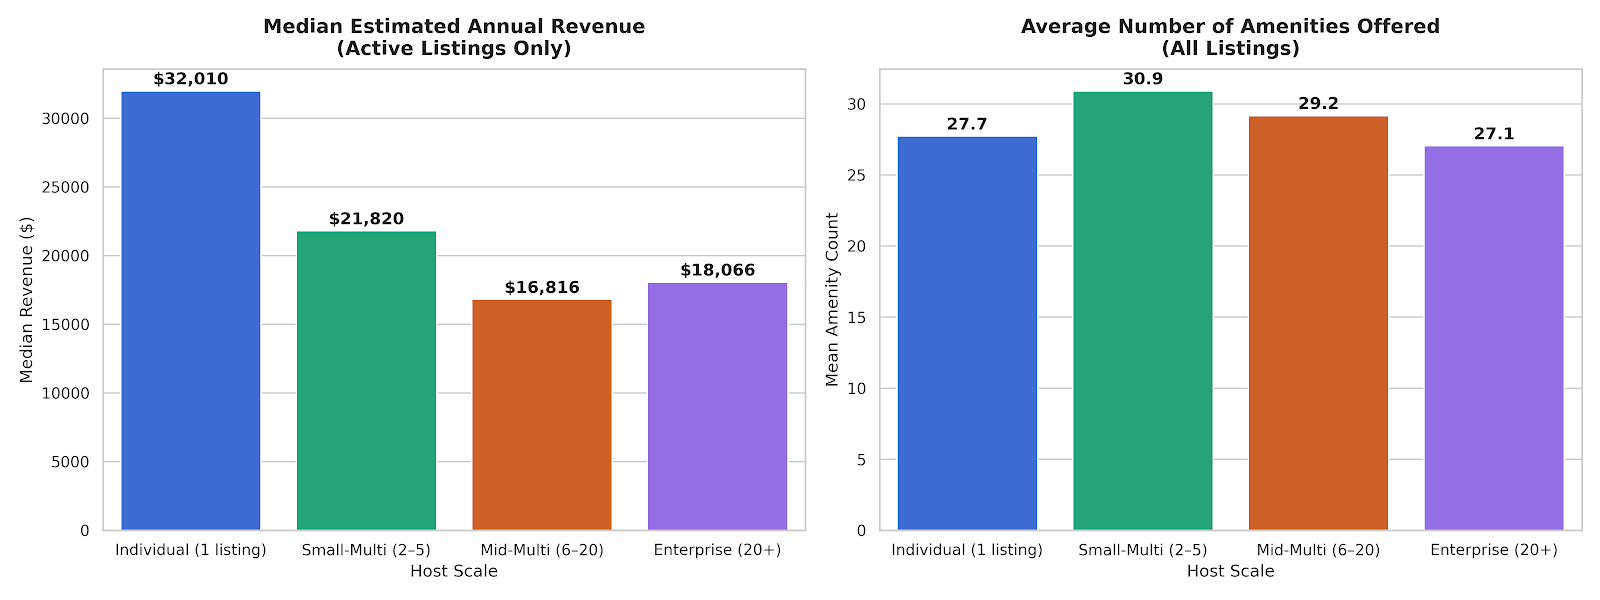 Median Estimated Annual Revenue
(Active Listings Only)
$32,010
$21,820
$16,816
$18,066
30000
25000
20000
15000
10000
5000
0
Median Revenue ($)
Individual (1 listing)
Small-Multi (2–5)
Mid-Multi (6–20)
Enterprise (20+)
Host Scale
Average Number of Amenities Offered
(All Listings)
27.7
30.9
29.2
27.1
30
25
20
15
10
5
0
Mean Amenity Count
Individual (1 listing)
Small-Multi (2–5)
Mid-Multi (6–20)
Enterprise (20+)
Host Scale